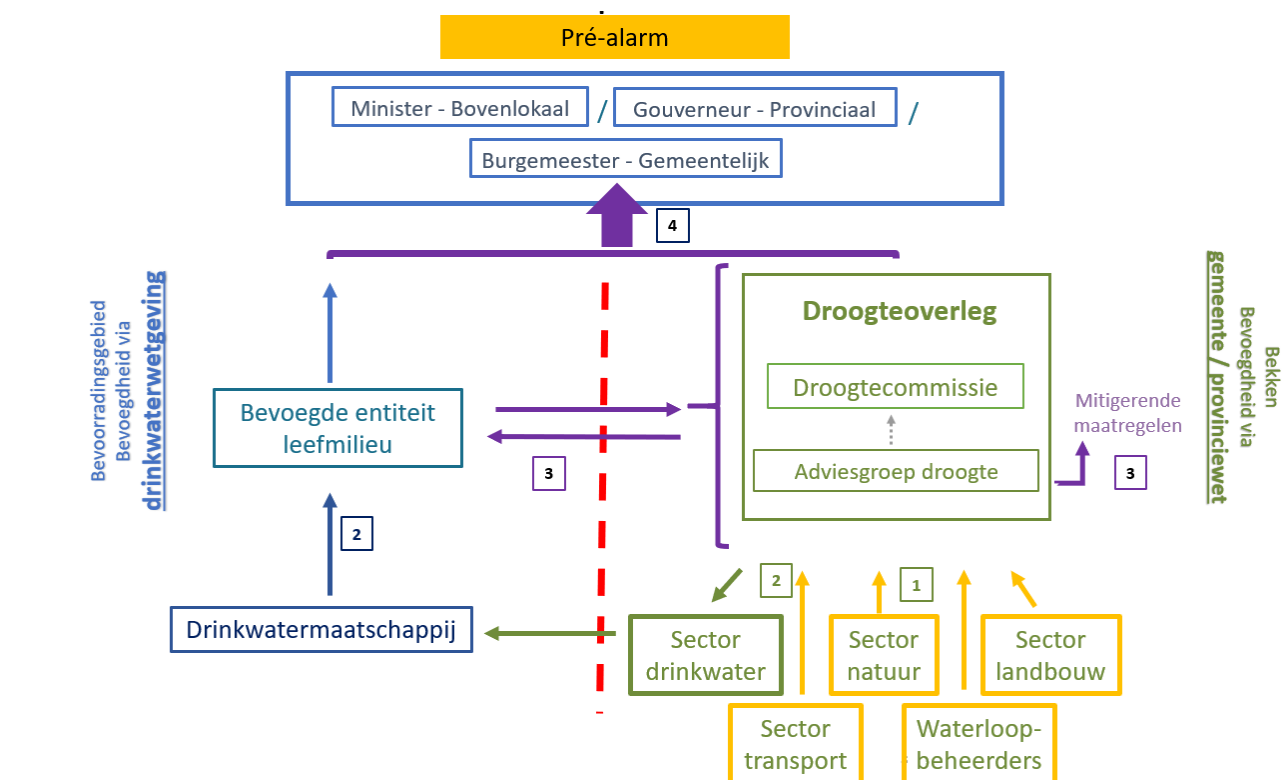 Pré-alarm
Minister - Bovenlokaal / Gouverneur - Provinciaal /
Burgemeester - Gemeentelijk
4
Bevoorradingsgebied
Bevoegdheid via
drinkwaterwetgeving
Bevoegde entiteit
leefmilieu
3
2
Drinkwatermaatschappij
Droogteoverleg
Droogtecommissie
Adviesgroep droogte
Mitigerende
maatregelen
3
Bekken
Bevoegdheid via
gemeente / provinciewet
2
1
Sector
drinkwater
Sector
natuur
Sector
landbouw
Sector
transport
Waterloop-
beheerders